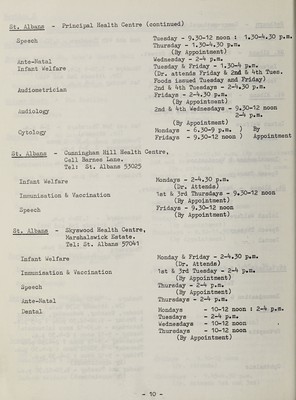 St. Albans - Principal Health Centre (continued)
Speech Tuesday - 9.30-12 noon : 1.30-4.30 p.m.
Thursday - 1.30-4.30 p.m.
(By Appointment)
Ante-Natal Wednesday - 2-4 p.m.
Infant Welfare Tuesday & Friday - 1.30-4 p.m.
(Dr. attends Friday & 2nd & 4th Tues.
Foods issued Tuesday and Friday)
Audiometrician 2nd & 4th Tuesdays - 2-4.30 p.m.
Fridays - 2-4.30 p.m.
(By Appointment)
Audiology 2nd & 4th Wednesdays - 9.30-12 noon
2-4 p.m.
(By Appointment)
Cytology Mondays - 6.30-9 p.m. ) By
Fridays - 9.30-12 noon ) Appointment
St. Albans - Cunningham Hill Health Centre,
Cell Barnes Lane.
Tel: St. Albans 53025
Infant Welfare Mondays - 2-4.30 p.m.
(Dr. Attends)
Immunisation & Vaccination 1st & 3rd Thursdays - 9.30-12 noon
(By Appointment)
Speech Fridays - 9.30-12 noon
(By Appointment)
St. Albans - Skyswood Health Centre,
Marshalswick Estate.
Tel: St. Albans 57041
Infant Welfare Monday & Friday - 2-4.30 p.m.
(Dr. Attends)
Immunisation & Vaccination 1st & 3rd Tuesday - 2-4 p.m.
(By Appointment)
Speech Thursday - 2-4 p.m.
(By Appointment)
Ante-Natal Thursdays - 2-4 p.m.
Dental Mondays - 10-12 noon : 2-4 p.m.
Tuesdays - 2-4 p.m.
Wednesdays - 10-12 noon
Thursdays - 10-12 noon
(By Appointment)
- 10 -